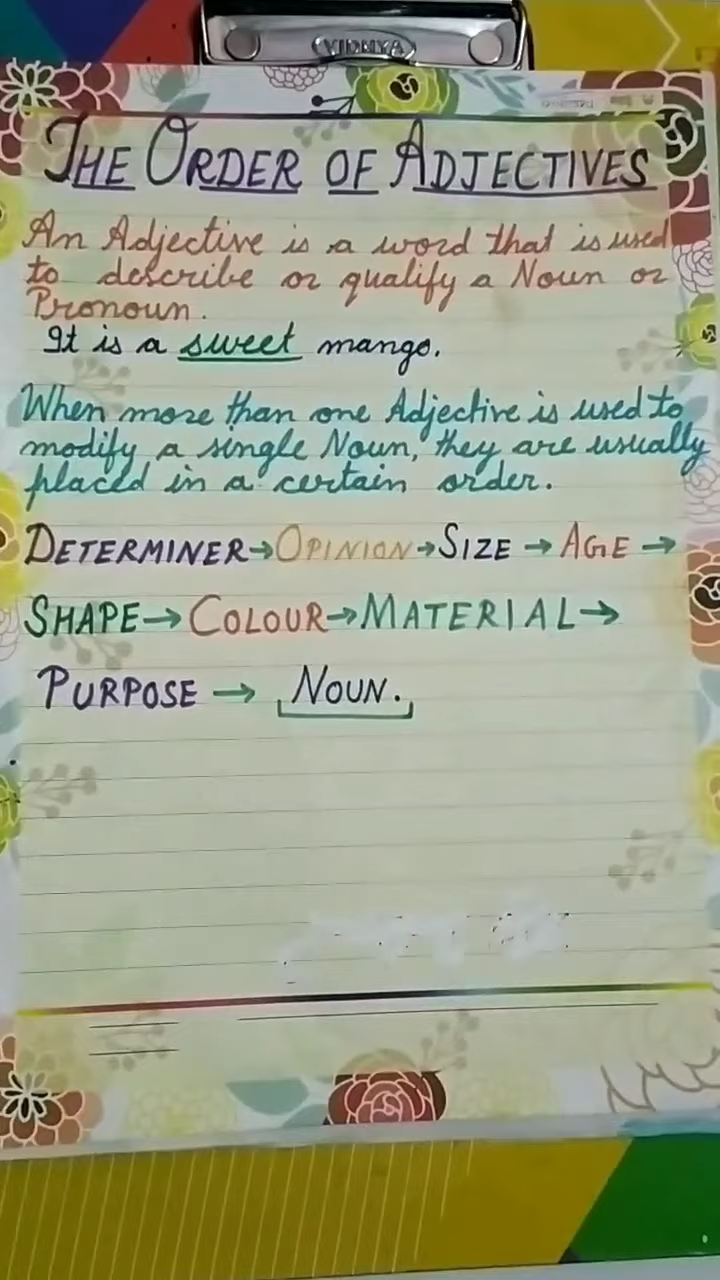 VIDHYA
THE ORDER OF ADJECTIVES
An Adjective is a word that is used
to describe or qualify a Noun or
Pronoun.
It is a sweet mango.
When more than one Adjective is used to
modify a single Noun, they are usually
placed in a certain order.
DETERMINER→OPINION→SIZE→AGE→
SHAPE→COLOUR→MATERIAL→
PURPOSE→ NOUN.